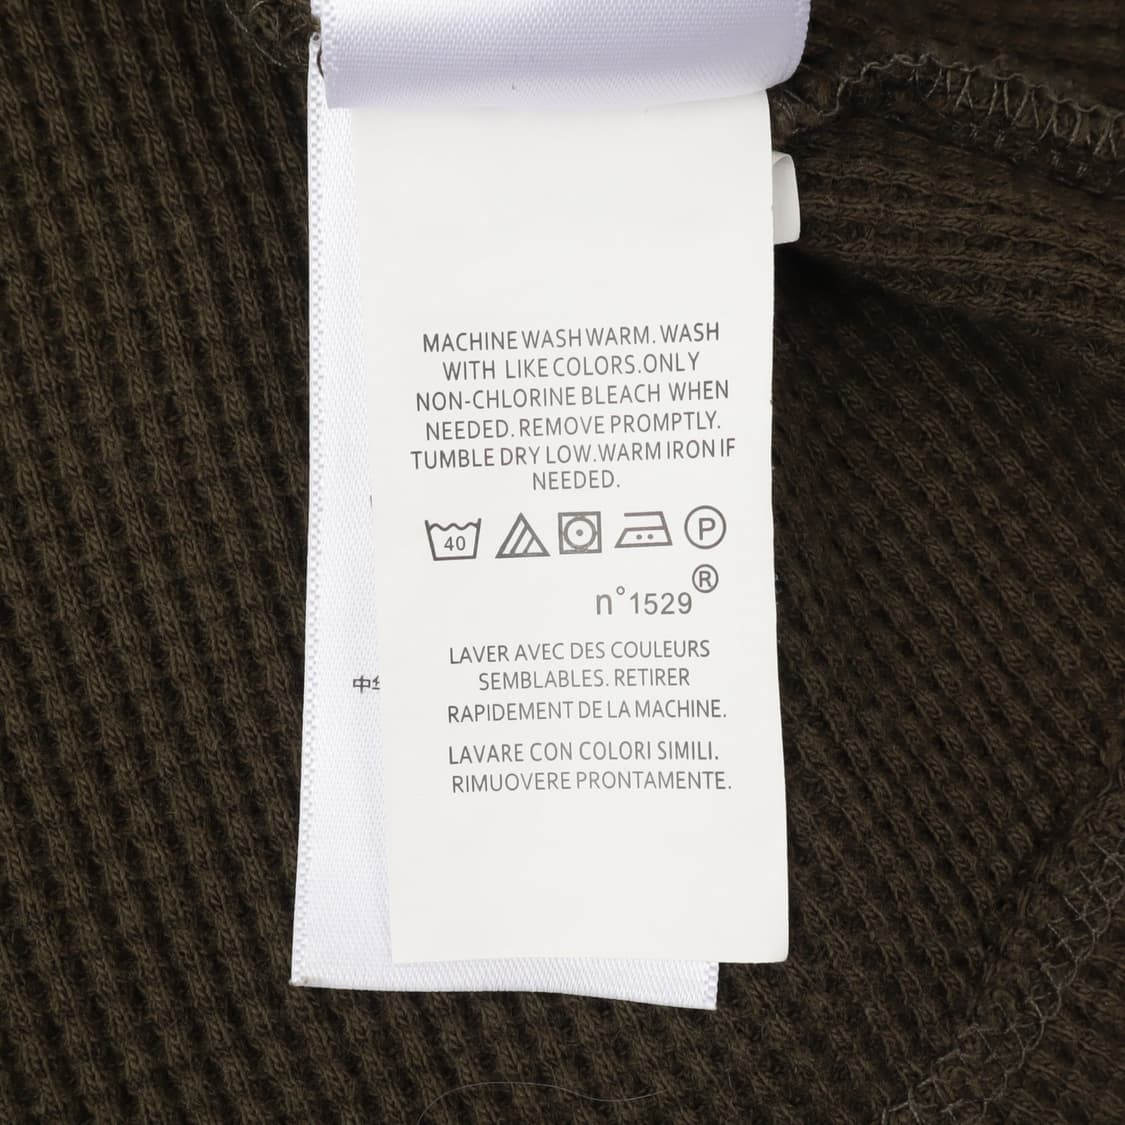 MACHINE WASH WARM. WASH
WITH LIKE COLORS. ONLY
NON-CHLORINE BLEACH WHEN
NEEDED. REMOVE PROMPTLY.
TUMBLE DRY LOW. WARM IRON IF
NEEDED.
40 P
n°1529®
LAVER AVEC DES COULEURS
SEMBLABLES. RETIRER
中
RAPIDEMENT DE LA MACHINE.
LAVARE CON COLORI SIMILI.
RIMUOVERE PRONTAMENTE.